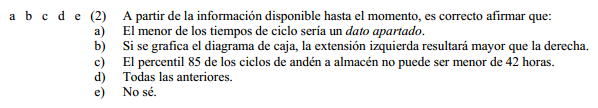 a b c d e (2) A partir de la información disponible hasta el momento, es correcto afirmar que:
a) El menor de los tiempos de ciclo sería un dato apartado.
b) Si se grafica el diagrama de caja, la extensión izquierda resultará mayor que la derecha.
c) El percentil 85 de los ciclos de andén a almacén no puede ser menor de 42 horas.
d) Todas las anteriores.
e) No sé.